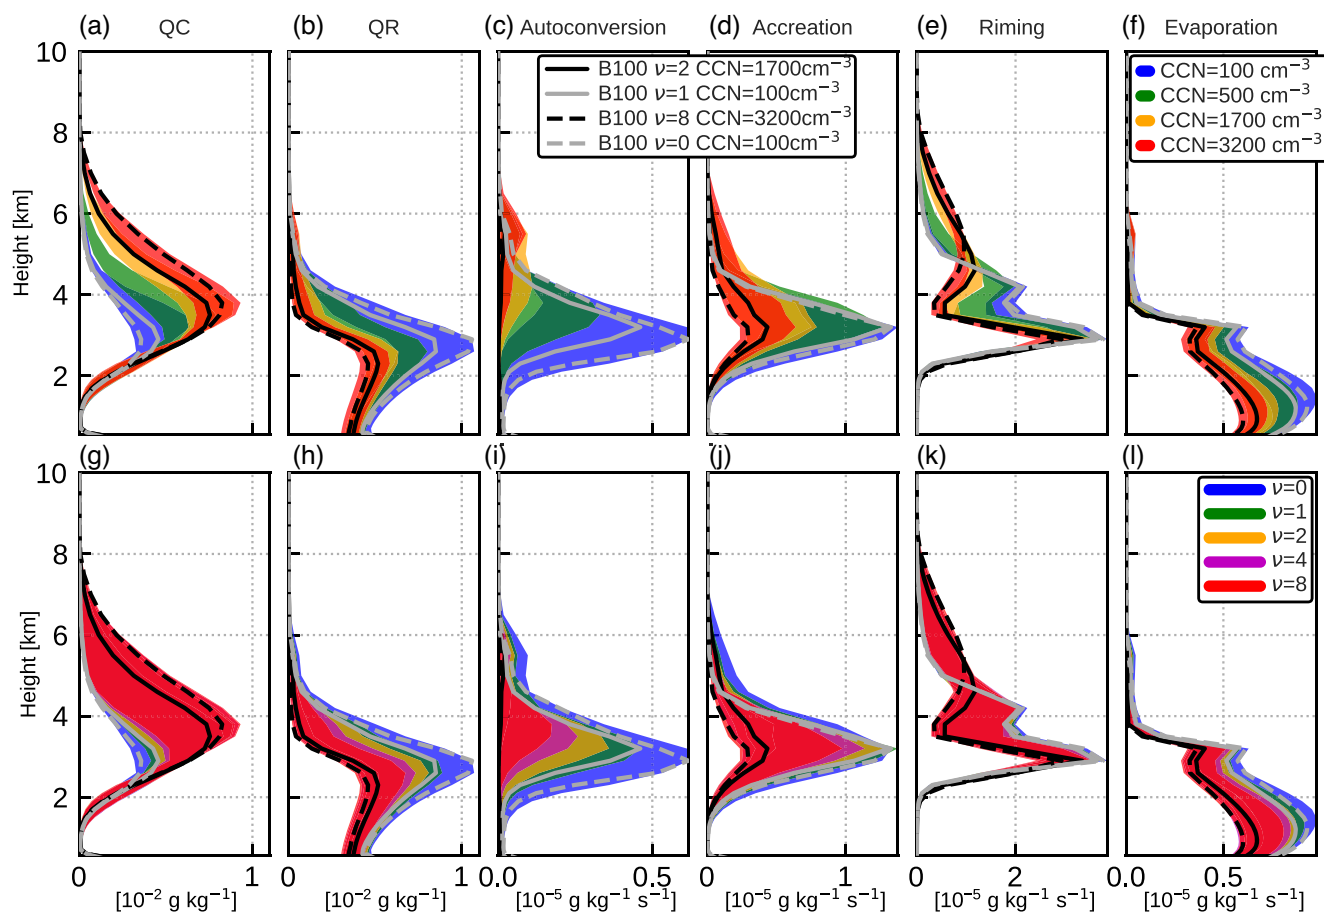 (a) QC (b) QR (c) Autoconversion (d) Accreation (e) Riming (f) Evaporation
B100 ν=2 CCN=1700cm⁻³
B100 ν=1 CCN=100cm⁻³
B100 ν=8 CCN=3200cm⁻³
B100 ν=0 CCN=100cm⁻³
CCN=100 cm⁻³
CCN=500 cm⁻³
CCN=1700 cm⁻³
CCN=3200 cm⁻³
10
8
6
4
2
Height [km]
(g) (h) (i) (j) (k) (l)
ν=0
ν=1
ν=2
ν=4
ν=8
10
8
6
4
2
Height [km]
0 1 0 1 0.0 0.5 0 1 0 2 0.0 0.5
[10⁻² g kg⁻¹] [10⁻² g kg⁻¹] [10⁻⁵ g kg⁻¹ s⁻¹] [10⁻⁵ g kg⁻¹ s⁻¹] [10⁻⁵ g kg⁻¹ s⁻¹] [10⁻⁵ g kg⁻¹ s⁻¹]